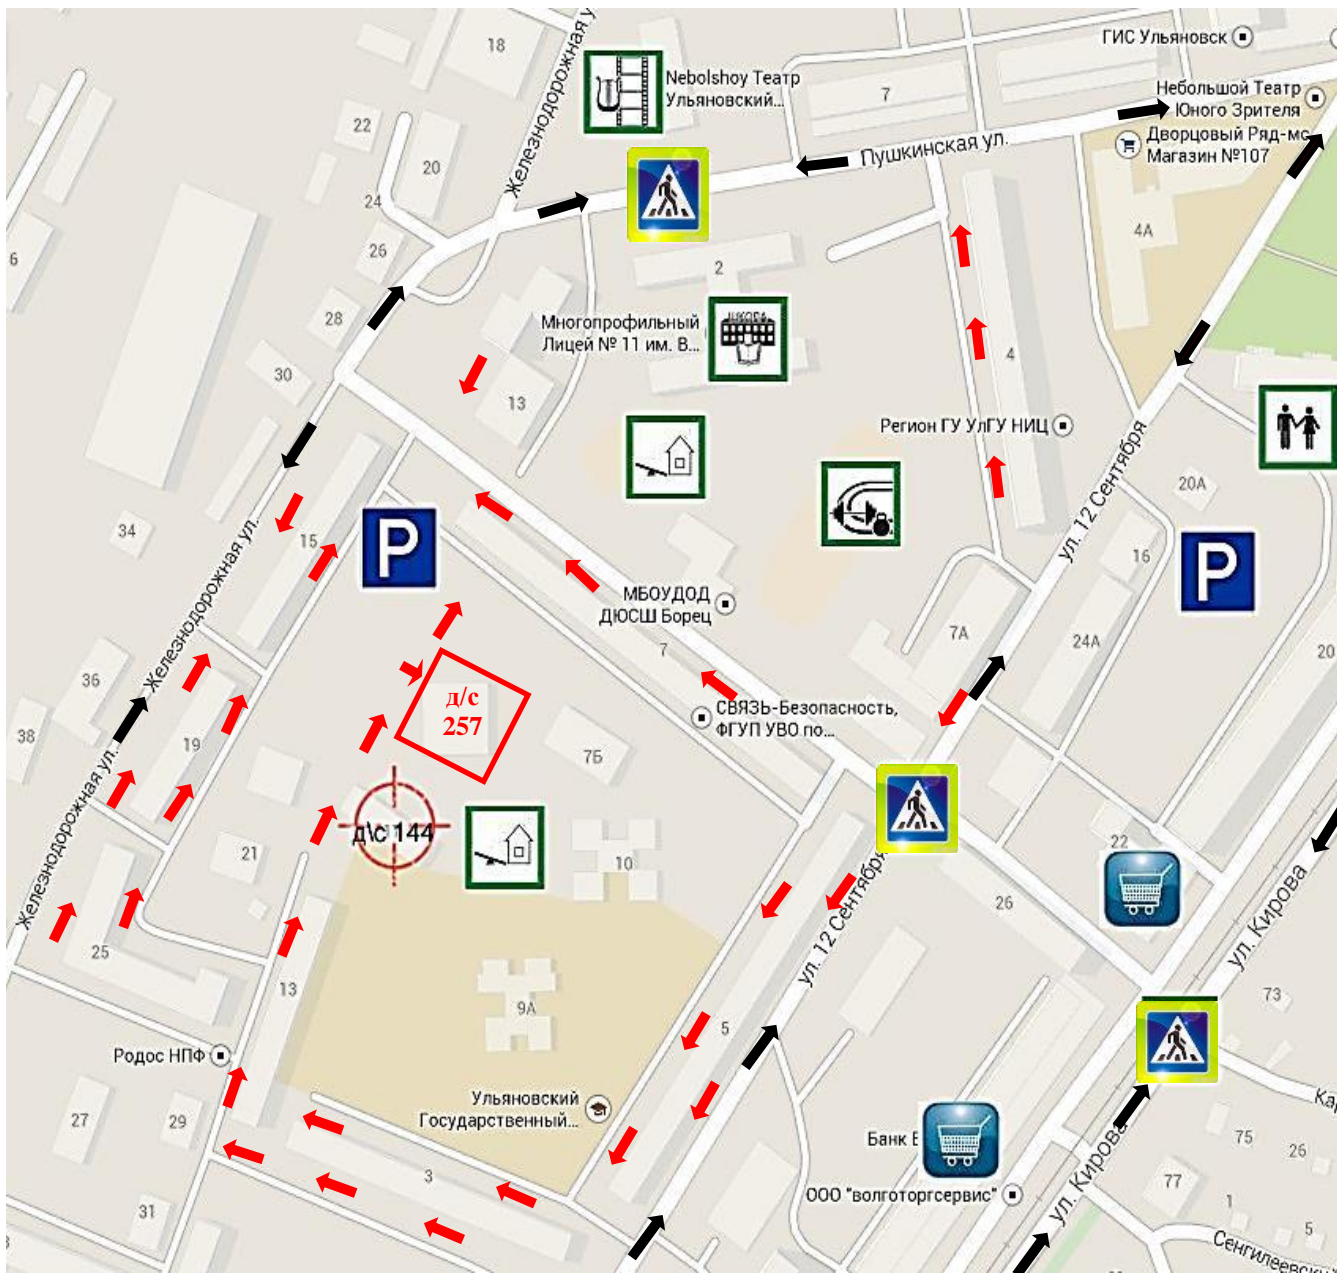 18
Железнодорожная у
Nebolshoy Театр
Ульяновский...
ГИС Ульяновск
Небольшой Театр
Юного Зрителя
Дворцовый Ряд-мс
Магазин №107
7
Пушкинская ул.
22
20
24
26
6
28
30
2
4А
4
Многопрофильный
Лицей № 11 им. В...
ШКОЛА
13
Регион ГУ УлГУ НИЦ
ул. 12 Сентября
20А
16
34
15
P
P
Железнодорожная ул.
МБОУДОД
ДЮСШ Борец
7
7А
24А
20
36
38
19
д/с
257
СВЯЗЬ-Безопасность,
ФГУП УВО по...
7Б
Железнодорожная ул.
21
д\с 144
10
22
26
ул. 12 Сентября
ул. Кирова
25
13
9А
5
73
Родос НПФ
Ульяновский
Государственный...
27
29
3
31
Банк
ООО "волготоргсервис"
ул. Кирова
Ка
75
26
77
1
5
Сенгилеевский